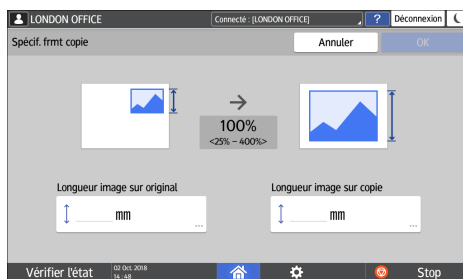 LONDON OFFICE
Connecté : [LONDON OFFICE]
?
Déconnexion
Spécif. frmt copie
Annuler
OK
100%
<25% – 400%>
Longueur image sur original
Longueur image sur copie
mm
...
mm
...
Vérifier l'état
02 Oct. 2018
14:48
Stop